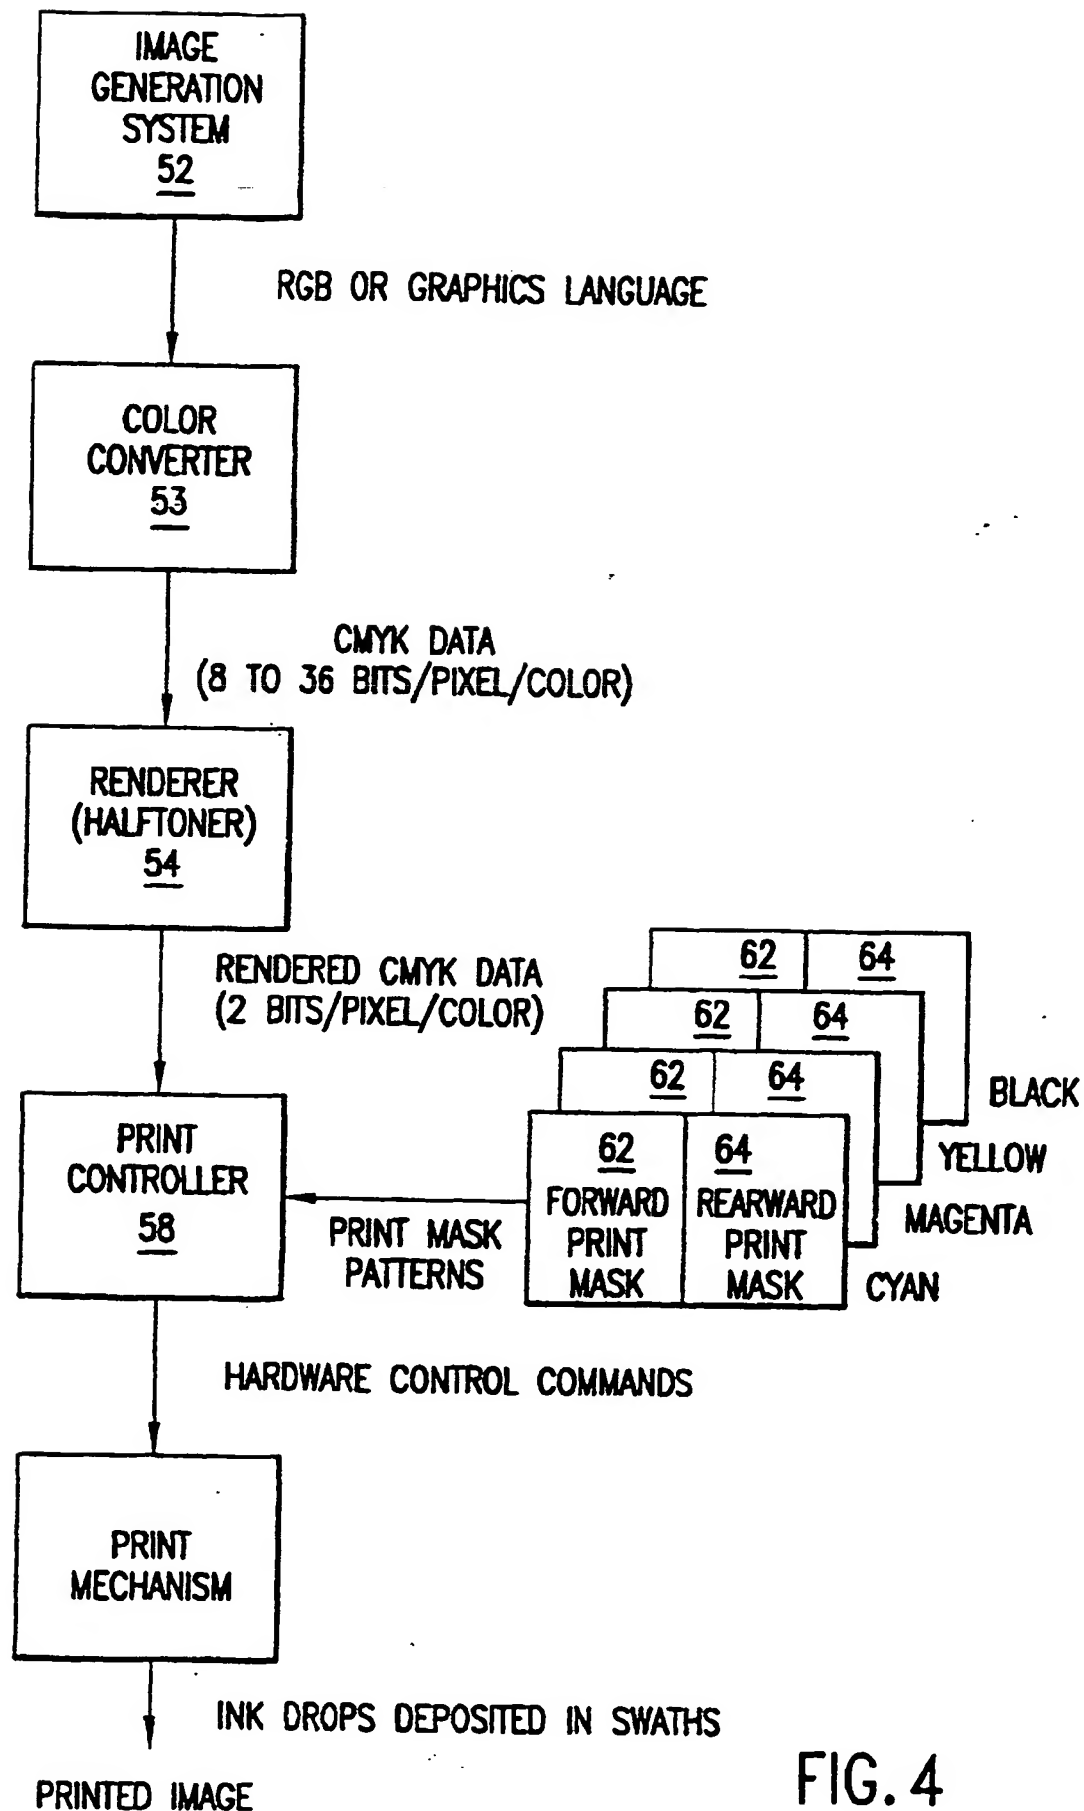 IMAGE
GENERATION
SYSTEM
52
RGB OR GRAPHICS LANGUAGE
COLOR
CONVERTER
53
CMYK DATA
(8 TO 36 BITS/PIXEL/COLOR)
RENDERER
(HALFTONER)
54
RENDERED CMYK DATA
(2 BITS/PIXEL/COLOR)
62 64
62 64
62 64
BLACK
YELLOW
MAGENTA
CYAN
62
FORWARD
PRINT
MASK
64
REARWARD
PRINT
MASK
PRINT
CONTROLLER
58
PRINT MASK
PATTERNS
HARDWARE CONTROL COMMANDS
PRINT
MECHANISM
INK DROPS DEPOSITED IN SWATHS
PRINTED IMAGE
FIG. 4